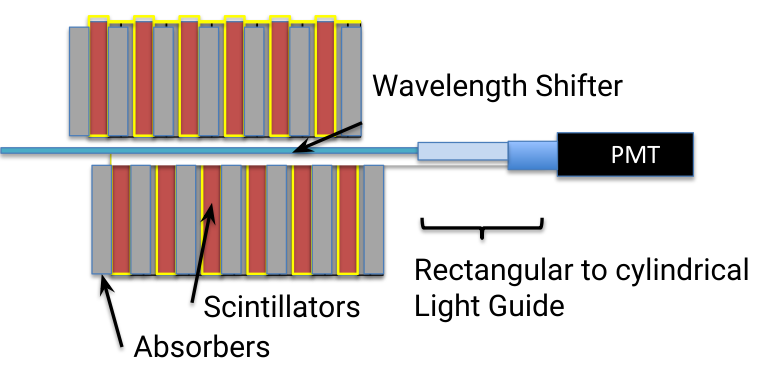 Wavelength Shifter
PMT
Rectangular to cylindrical
Light Guide
Scintillators
Absorbers